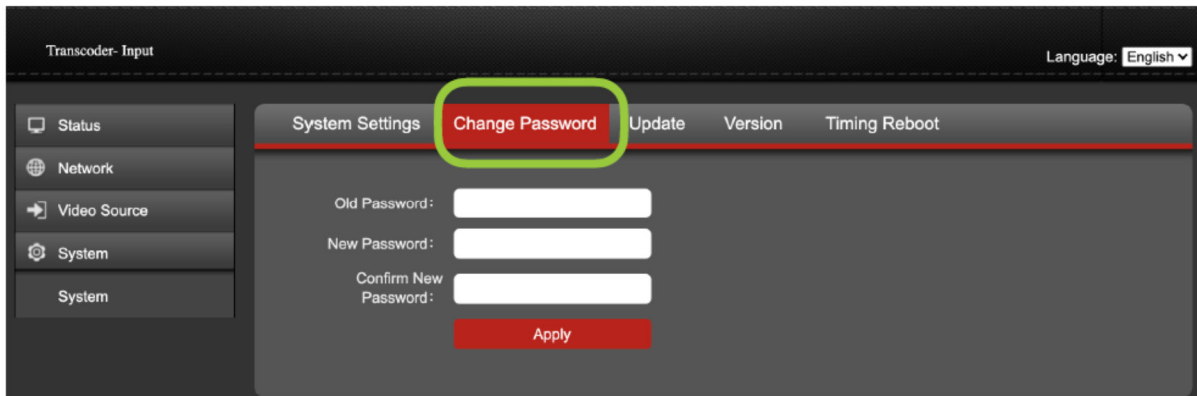 Transcoder- Input
Language: English
Status
Network
Video Source
System
System
System Settings
Change Password
Update
Version
Timing Reboot
Old Password:
New Password:
Confirm New
Password:
Apply